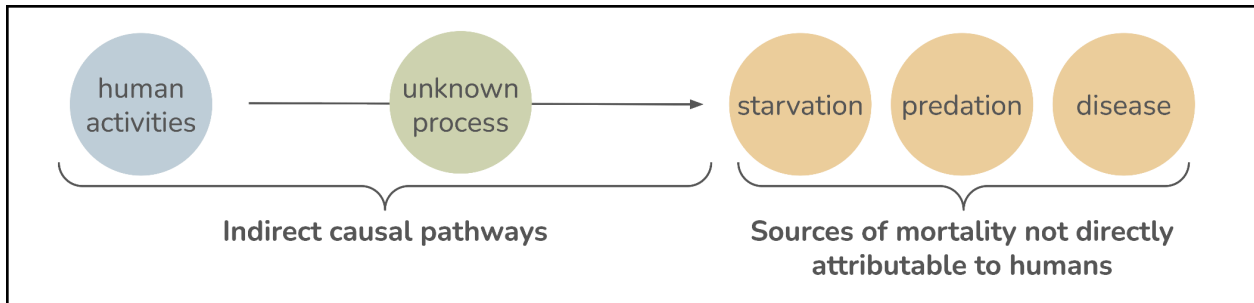 human
activities
unknown
process
starvation
predation
disease
Indirect causal pathways
Sources of mortality not directly
attributable to humans